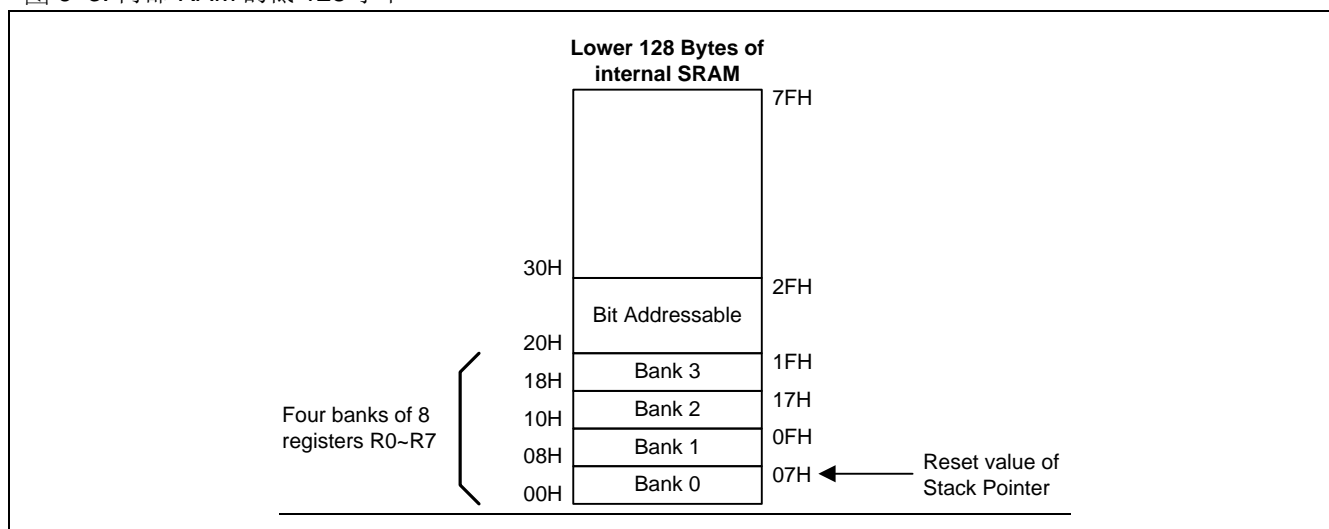 Lower 128 Bytes of
internal SRAM
7FH
30H
2FH
Bit Addressable
20H
1FH
Bank 3
18H
17H
Bank 2
10H
0FH
Bank 1
08H
07H
Bank 0
00H
Four banks of 8
registers R0~R7
Reset value of
Stack Pointer